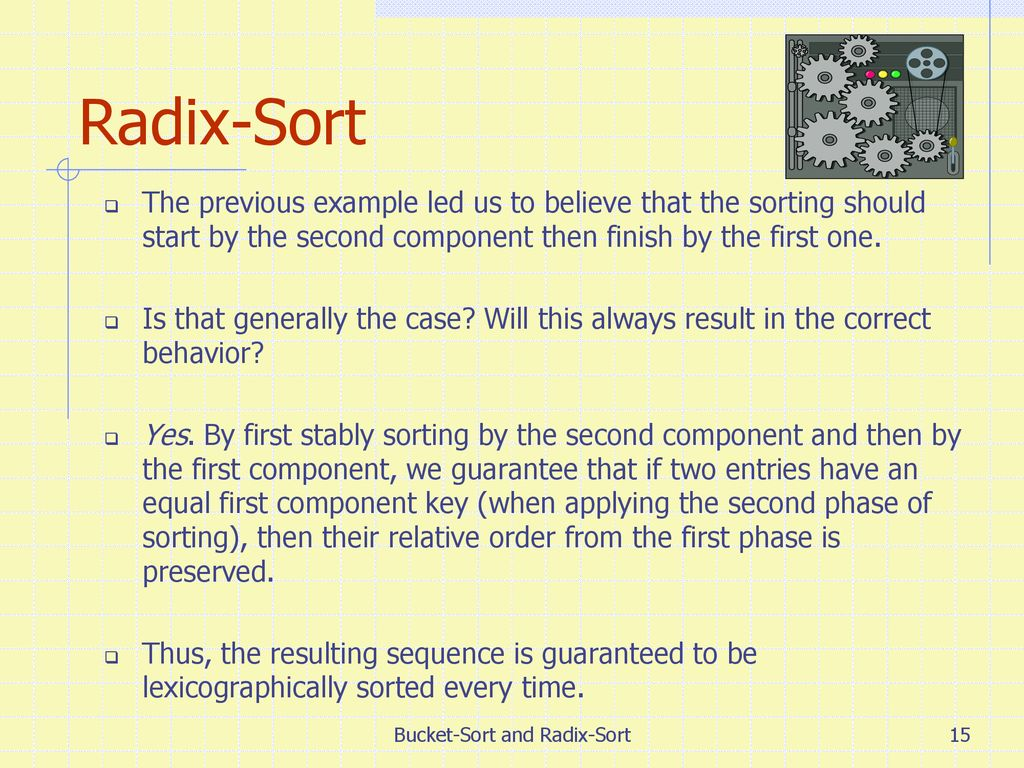 Radix-Sort
❑ The previous example led us to believe that the sorting should
start by the second component then finish by the first one.
❑ Is that generally the case? Will this always result in the correct
behavior?
❑ Yes. By first stably sorting by the second component and then by
the first component, we guarantee that if two entries have an
equal first component key (when applying the second phase of
sorting), then their relative order from the first phase is
preserved.
❑ Thus, the resulting sequence is guaranteed to be
lexicographically sorted every time.
Bucket-Sort and Radix-Sort
15